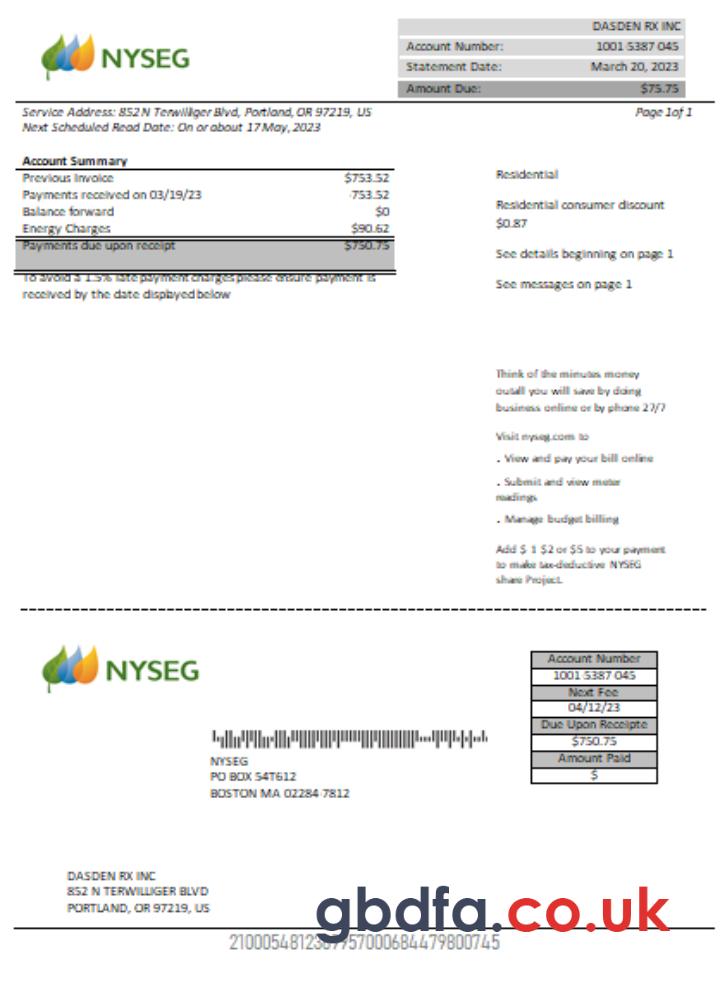 NYSEG
DASDEN RX INC
Account Number: 1001 5387 045
Statement Date: March 20, 2023
Amount Due: $75.75
Service Address: 852 N Terwilliger Blvd, Portland, OR 97219, US
Page 1of 1
Next Scheduled Read Date: On or about 17 May, 2023
Account Summary
Previous Invoice $753.52
Payments received on 03/19/23 -753.52
Balance forward $0
Energy Charges $90.62
Payments due upon receipt $750.75
To avoid a 1.5% late payment charges please ensure payment is
received by the date displayed below
Residential
Residential consumer discount
$0.87
See details beginning on page 1
See messages on page 1
Think of the minutes money
outall you will save by doing
business online or by phone 27/7
Visit nyseg.com to
. View and pay your bill online
. Submit and view meter
readings
. Manage budget billing
Add $ 1 $2 or $5 to your payment
to make tax-deductive NYSEG
share Project.
NYSEG
Account Number
1001 5387 045
Next Fee
04/12/23
Due Upon Receipte
$750.75
Amount Paid
$
NYSEG
PO BOX 54T612
BOSTON MA 02284 7812
DASDEN RX INC
852 N TERWILLIGER BLVD
PORTLAND, OR 97219, US
gbdfa.co.uk